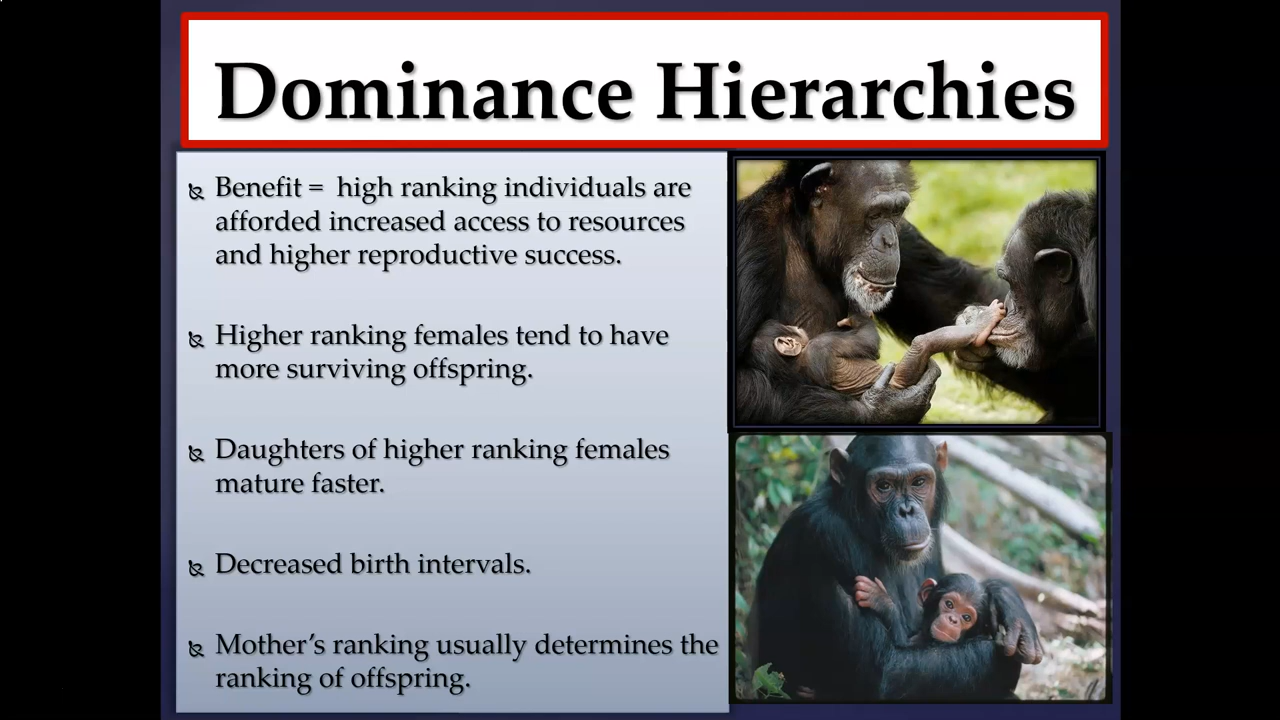 Dominance Hierarchies
Benefit = high ranking individuals are
afforded increased access to resources
and higher reproductive success.
Higher ranking females tend to have
more surviving offspring.
Daughters of higher ranking females
mature faster.
Decreased birth intervals.
Mother's ranking usually determines the
ranking of offspring.